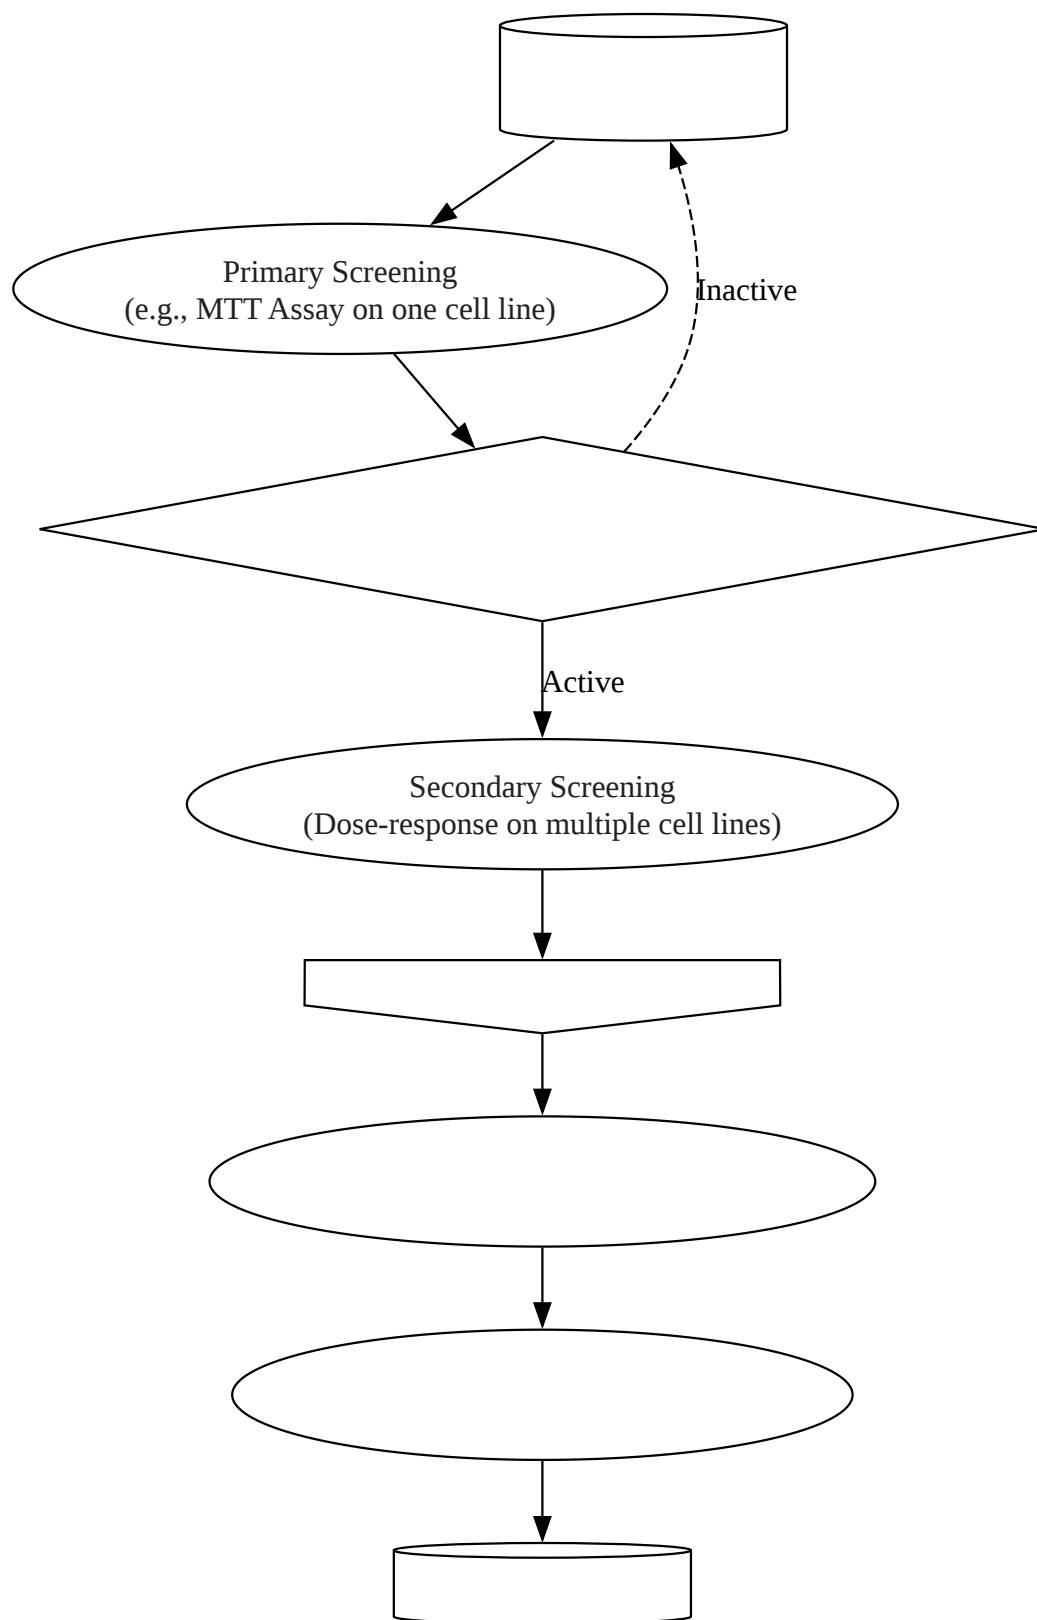 Primary Screening
(e.g., MTT Assay on one cell line)
Inactive
Active
Secondary Screening
(Dose-response on multiple cell lines)